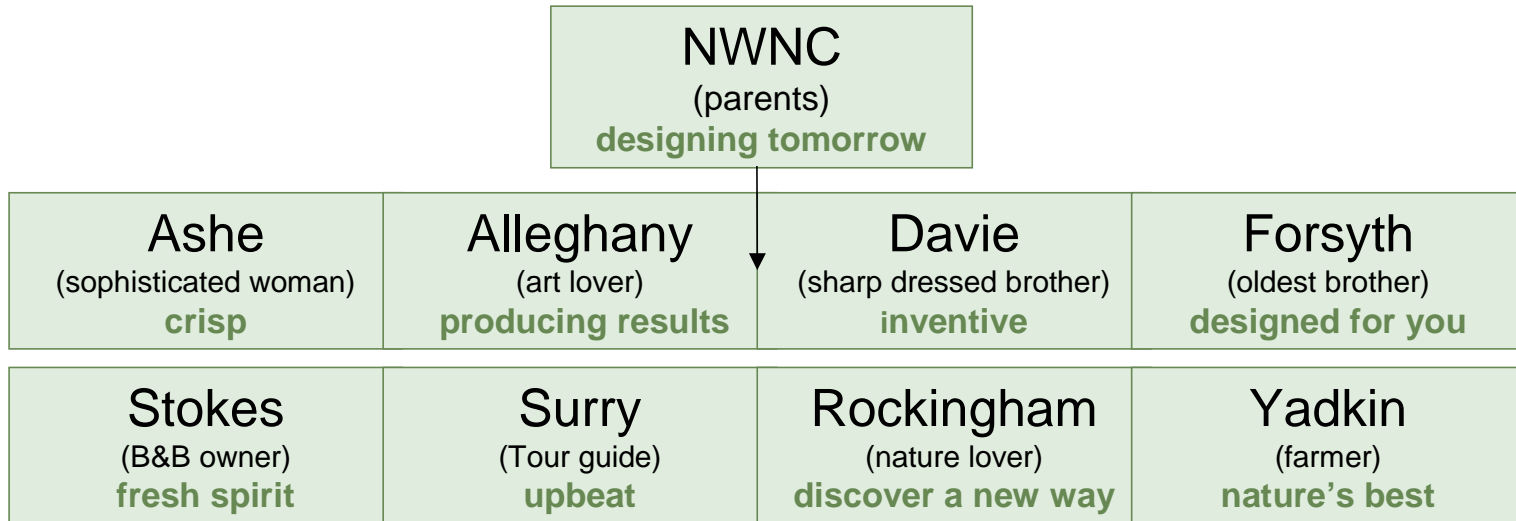 NWNC
(parents)
designing tomorrow
Ashe
(sophisticated woman)
crisp
Alleghany
(art lover)
producing results
Davie
(sharp dressed brother)
inventive
Forsyth
(oldest brother)
designed for you
Stokes
(B&B owner)
fresh spirit
Surry
(Tour guide)
upbeat
Rockingham
(nature lover)
discover a new way
Yadkin
(farmer)
nature’s best